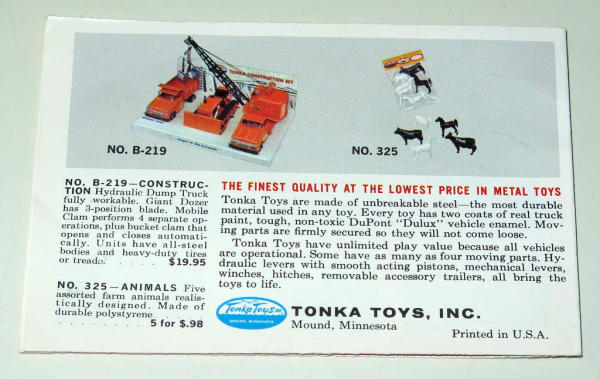 TONKA CONSTRUCTION SET
NO. B-219
NO. 325
NO. B-219—CONSTRUC-
TION Hydraulic Dump Truck
fully workable. Giant Dozer
has 3-position blade. Mobile
Clam performs 4 separate op-
erations, plus bucket clam that
opens and closes automati-
cally. Units have all-steel
bodies and heavy-duty tires
or treads. . . . . $19.95
NO. 325—ANIMALS Five
assorted farm animals realis-
tically designed. Made of
durable polystyrene . . . .
. . . . . . . . . 5 for $.98
THE FINEST QUALITY AT THE LOWEST PRICE IN METAL TOYS
Tonka Toys are made of unbreakable steel—the most durable
material used in any toy. Every toy has two coats of real truck
paint, tough, non-toxic DuPont "Dulux" vehicle enamel. Mov-
ing parts are firmly secured so they will not come loose.
Tonka Toys have unlimited play value because all vehicles
are operational. Some have as many as four moving parts. Hy-
draulic levers with smooth acting pistons, mechanical levers,
winches, hitches, removable accessory trailers, all bring the
toys to life.
Tonka Toys
MOUND, MINNESOTA
TONKA TOYS, INC.
Mound, Minnesota
Printed in U.S.A.